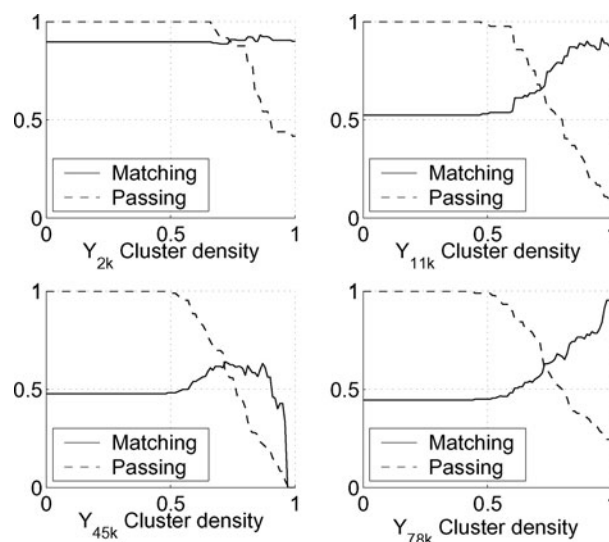 1
0.5
0
Matching
Passing
0 0.5 1
Y2k Cluster density
1
0.5
0
Matching
Passing
0 0.5 1
Y11k Cluster density
1
0.5
0
Matching
Passing
0 0.5 1
Y45k Cluster density
1
0.5
0
Matching
Passing
0 0.5 1
Y78k Cluster density